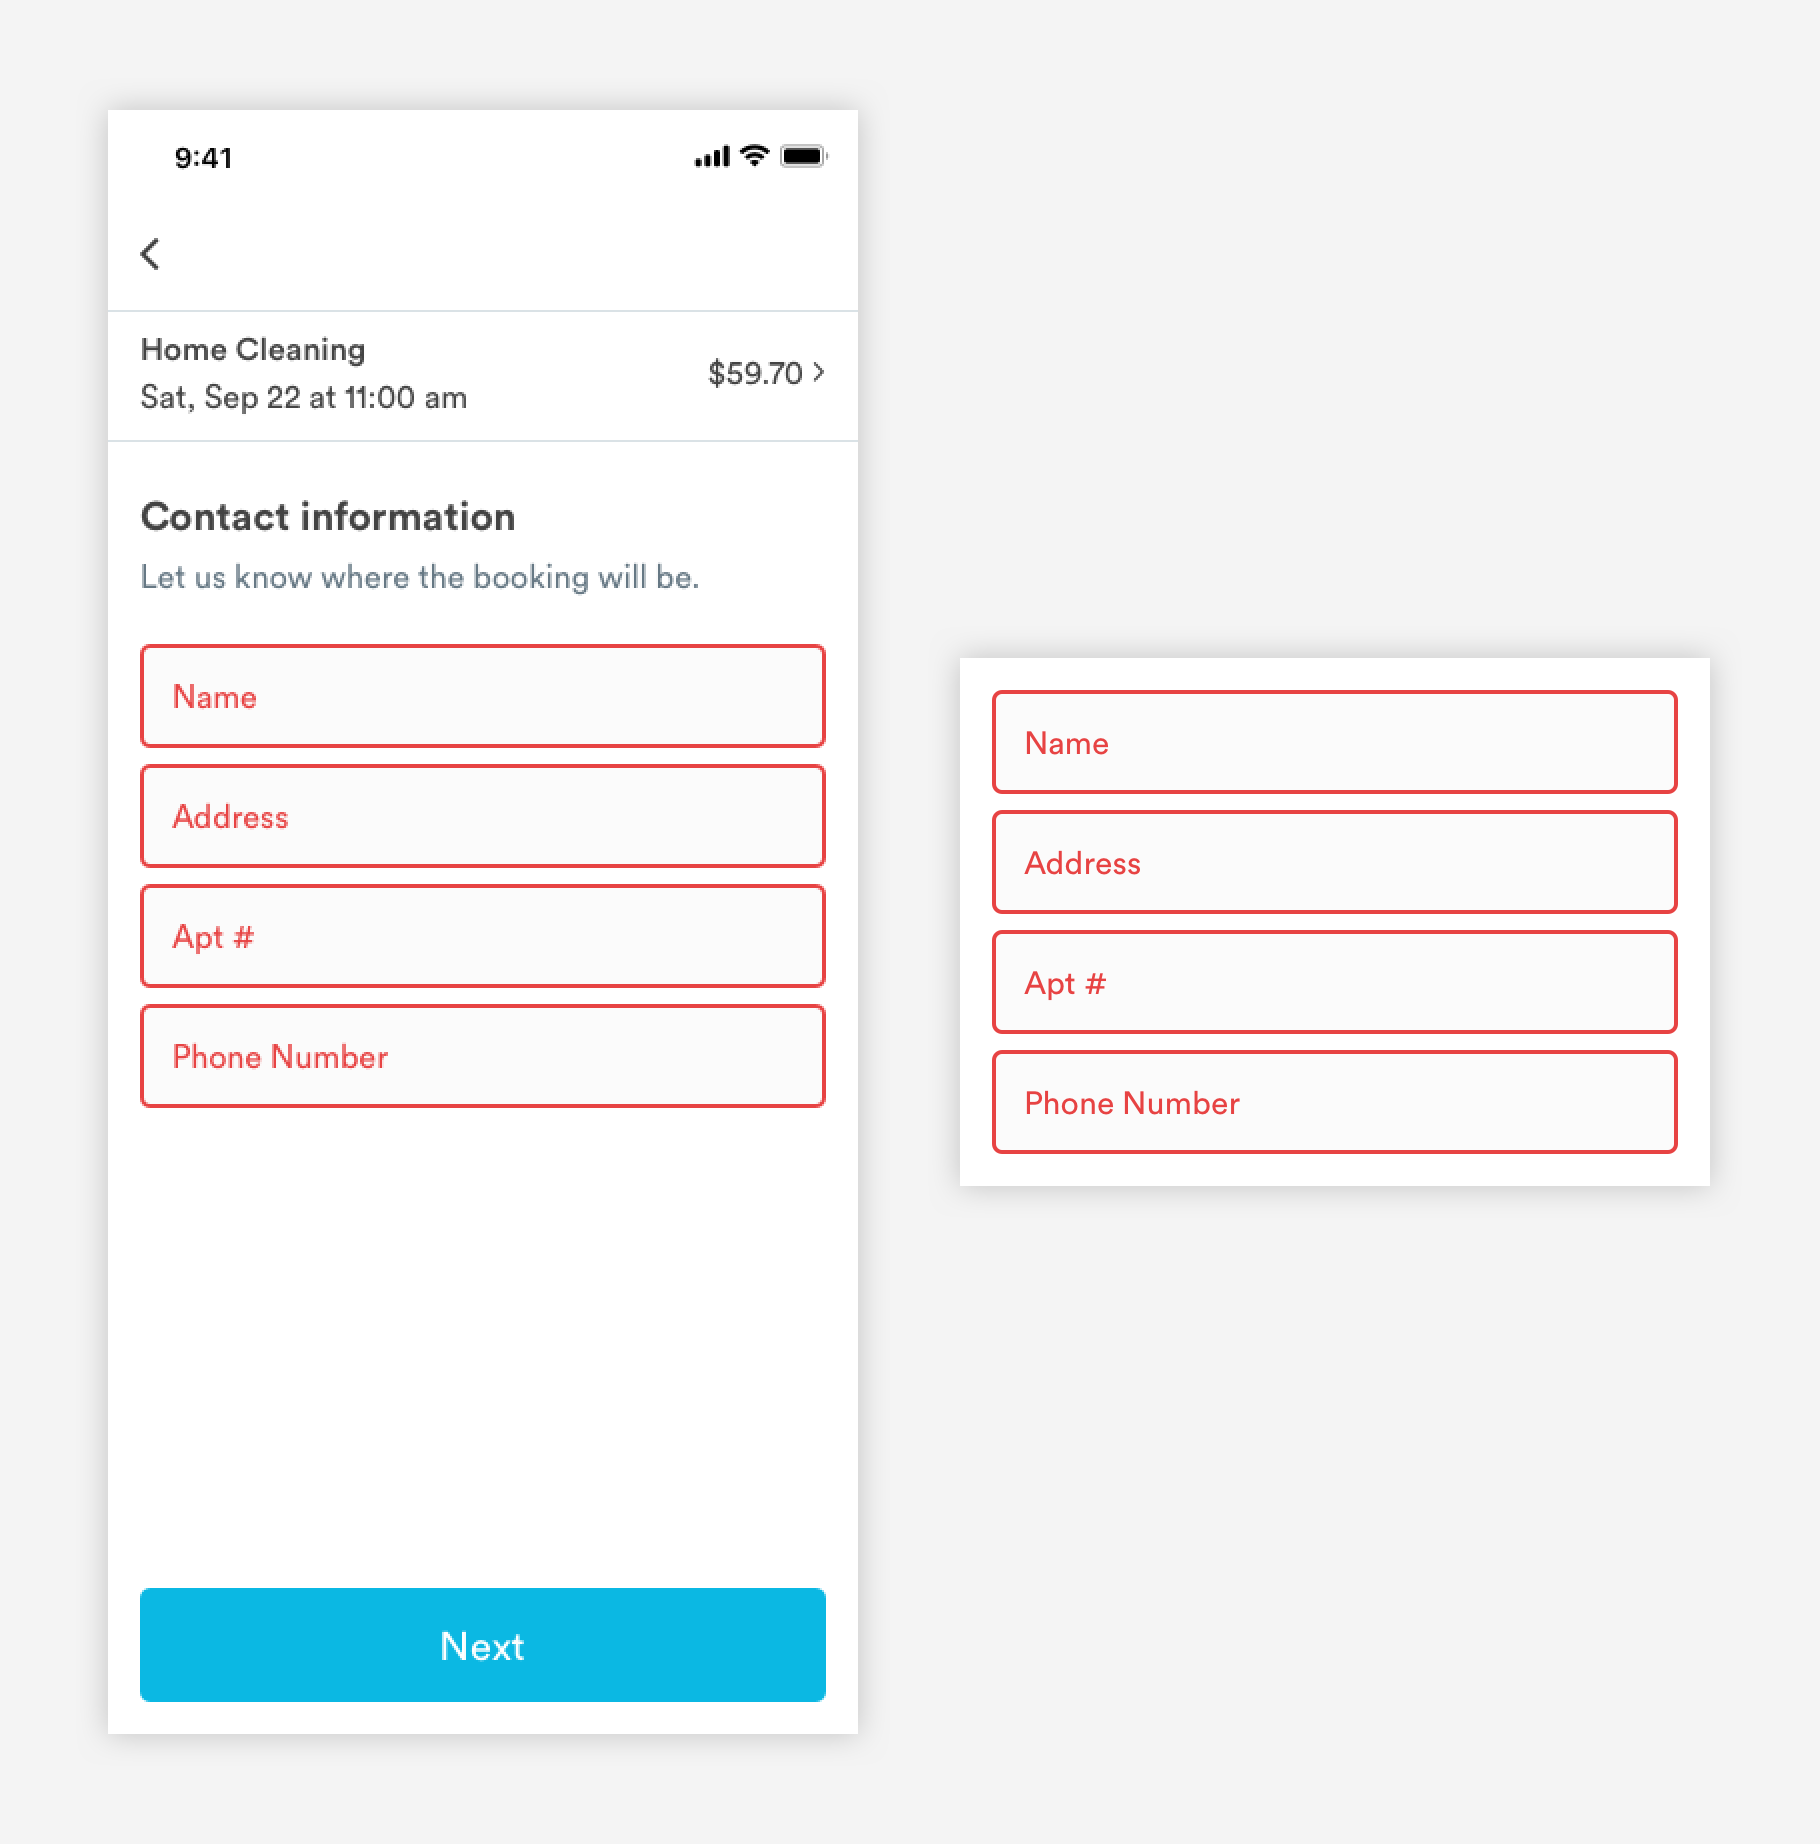 9:41
Home Cleaning
Sat, Sep 22 at 11:00 am
$59.70
Contact information
Let us know where the booking will be.
Name
Address
Apt #
Phone Number
Next
Name
Address
Apt #
Phone Number